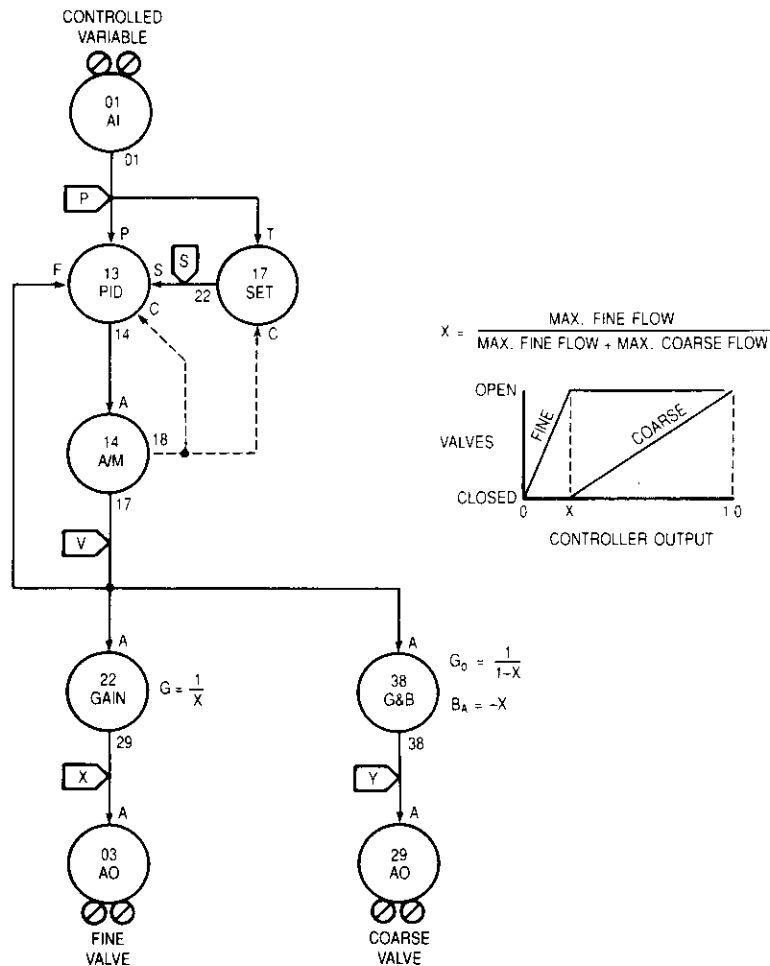 CONTROLLED
VARIABLE
01
AI
01
P
P
T
F
13
PID
S
S
22
17
SET
C
C
14
A
14
A/M
18
17
V
X = MAX. FINE FLOW
MAX. FINE FLOW + MAX. COARSE FLOW
OPEN
VALVES
CLOSED
FINE
COARSE
0
X
1 0
CONTROLLER OUTPUT
A
22
GAIN
G = 1
X
29
X
A
03
AO
FINE
VALVE
A
38
G&B
G₀ = 1
1-X
B_A = -X
38
Y
A
29
AO
COARSE
VALVE